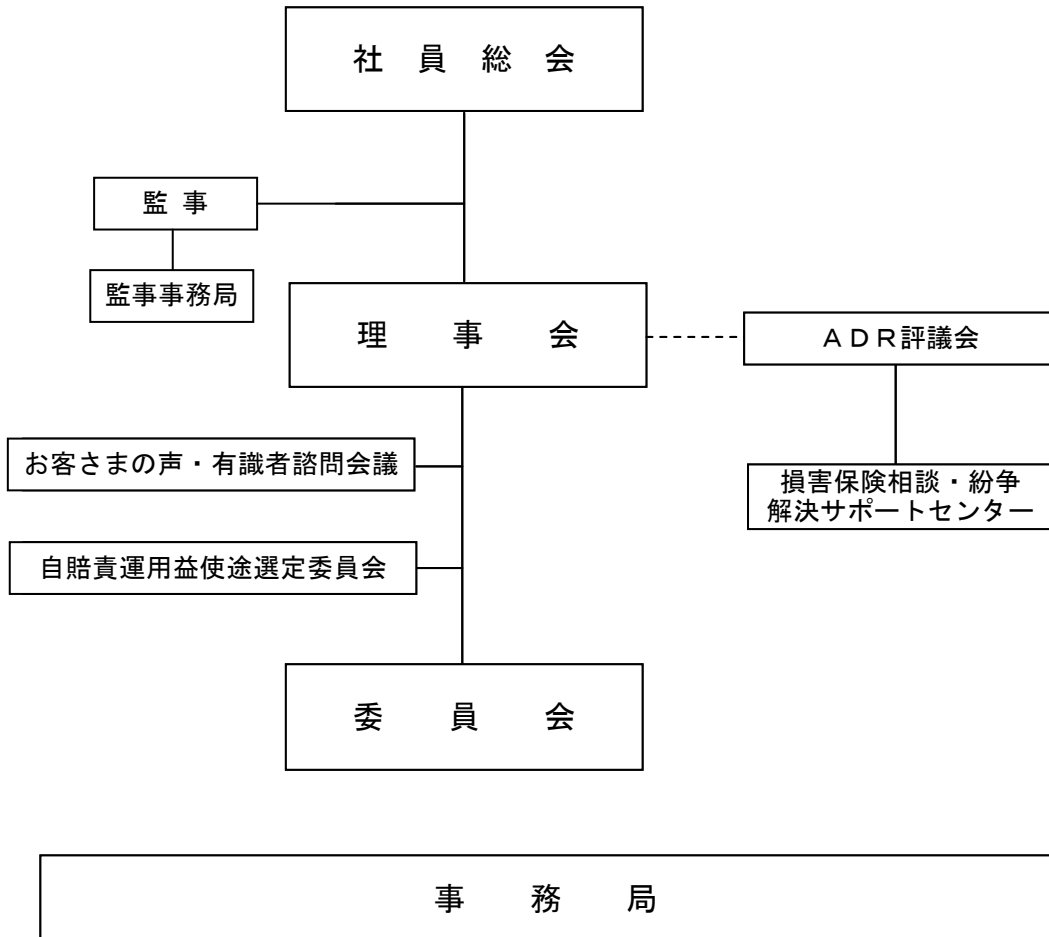 社 員 総 会
監 事
監事事務局
理 事 会
ADR評議会
お客さまの声・有識者諮問会議
損害保険相談・紛争
解決サポートセンター
自賠責運用益使途選定委員会
委 員 会
事 務 局